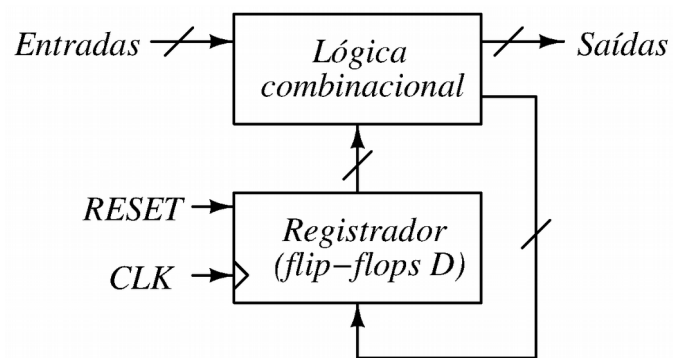 Entradas
Lógica
combinacional
Saídas
RESET
CLK
Registrador
(flip−flops D)